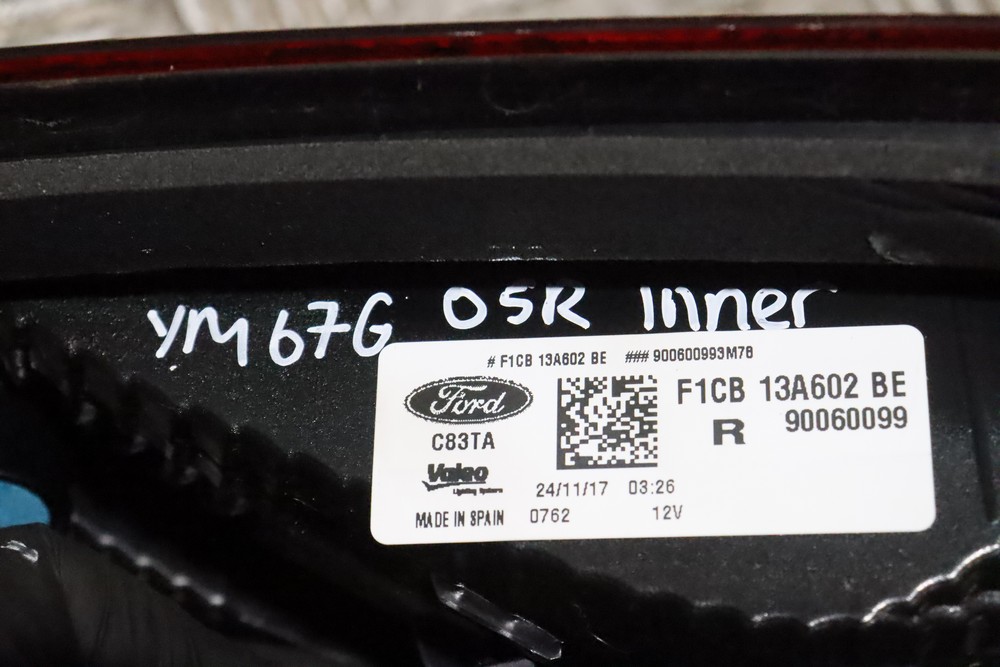 YM67G OSR Inner
# F1CB 13A602 BE ### 900600993M78
Ford
C83TA
F1CB 13A602 BE
R 90060099
Valeo
Lighting Systems
24/11/17 03:26
MADE IN SPAIN 0762 12V